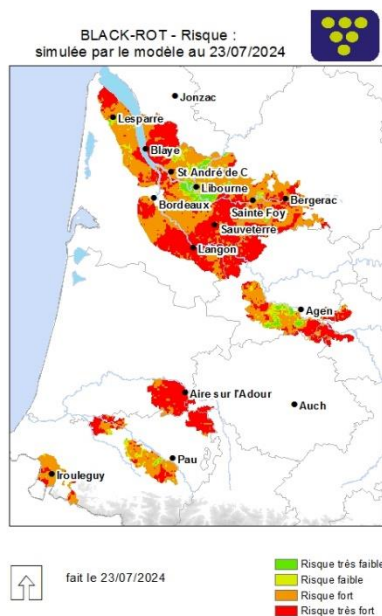 BLACK-ROT - Risque :
simulée par le modèle au 23/07/2024
Jonzac
Lesparre
Blaye
St André de C
Libourne
Bordeaux
Bergerac
Sainte Foy
Sauveterre
Langon
Agen
Aire sur l'Adour
Auch
Pau
Irouleguy
fait le 23/07/2024
Risque trés faible
Risque faible
Risque fort
Risque trés fort